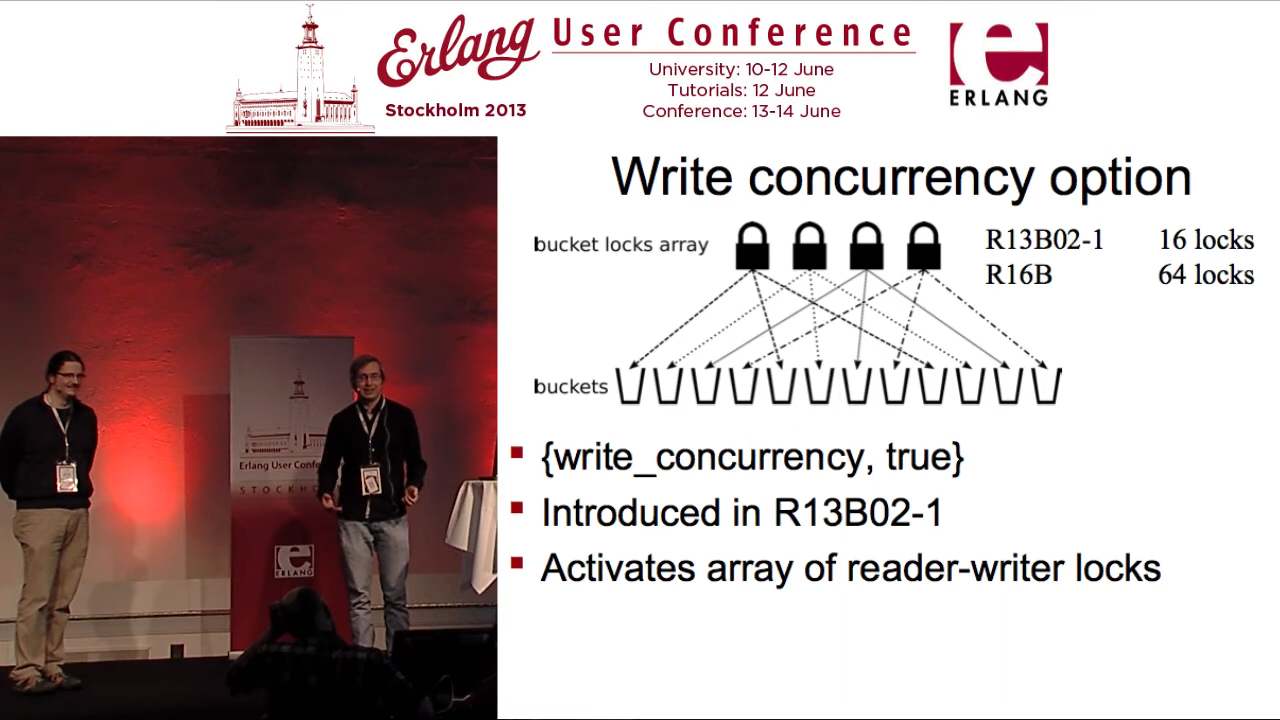 Erlang User Conference
University: 10-12 June
Tutorials: 12 June
Stockholm 2013
Conference: 13-14 June
ERLANG
Write concurrency option
bucket locks array
R13B02-1 16 locks
R16B 64 locks
buckets
{write_concurrency, true}
Introduced in R13B02-1
Activates array of reader-writer locks
Erlang User Confe
STOCKHO
ERLANG